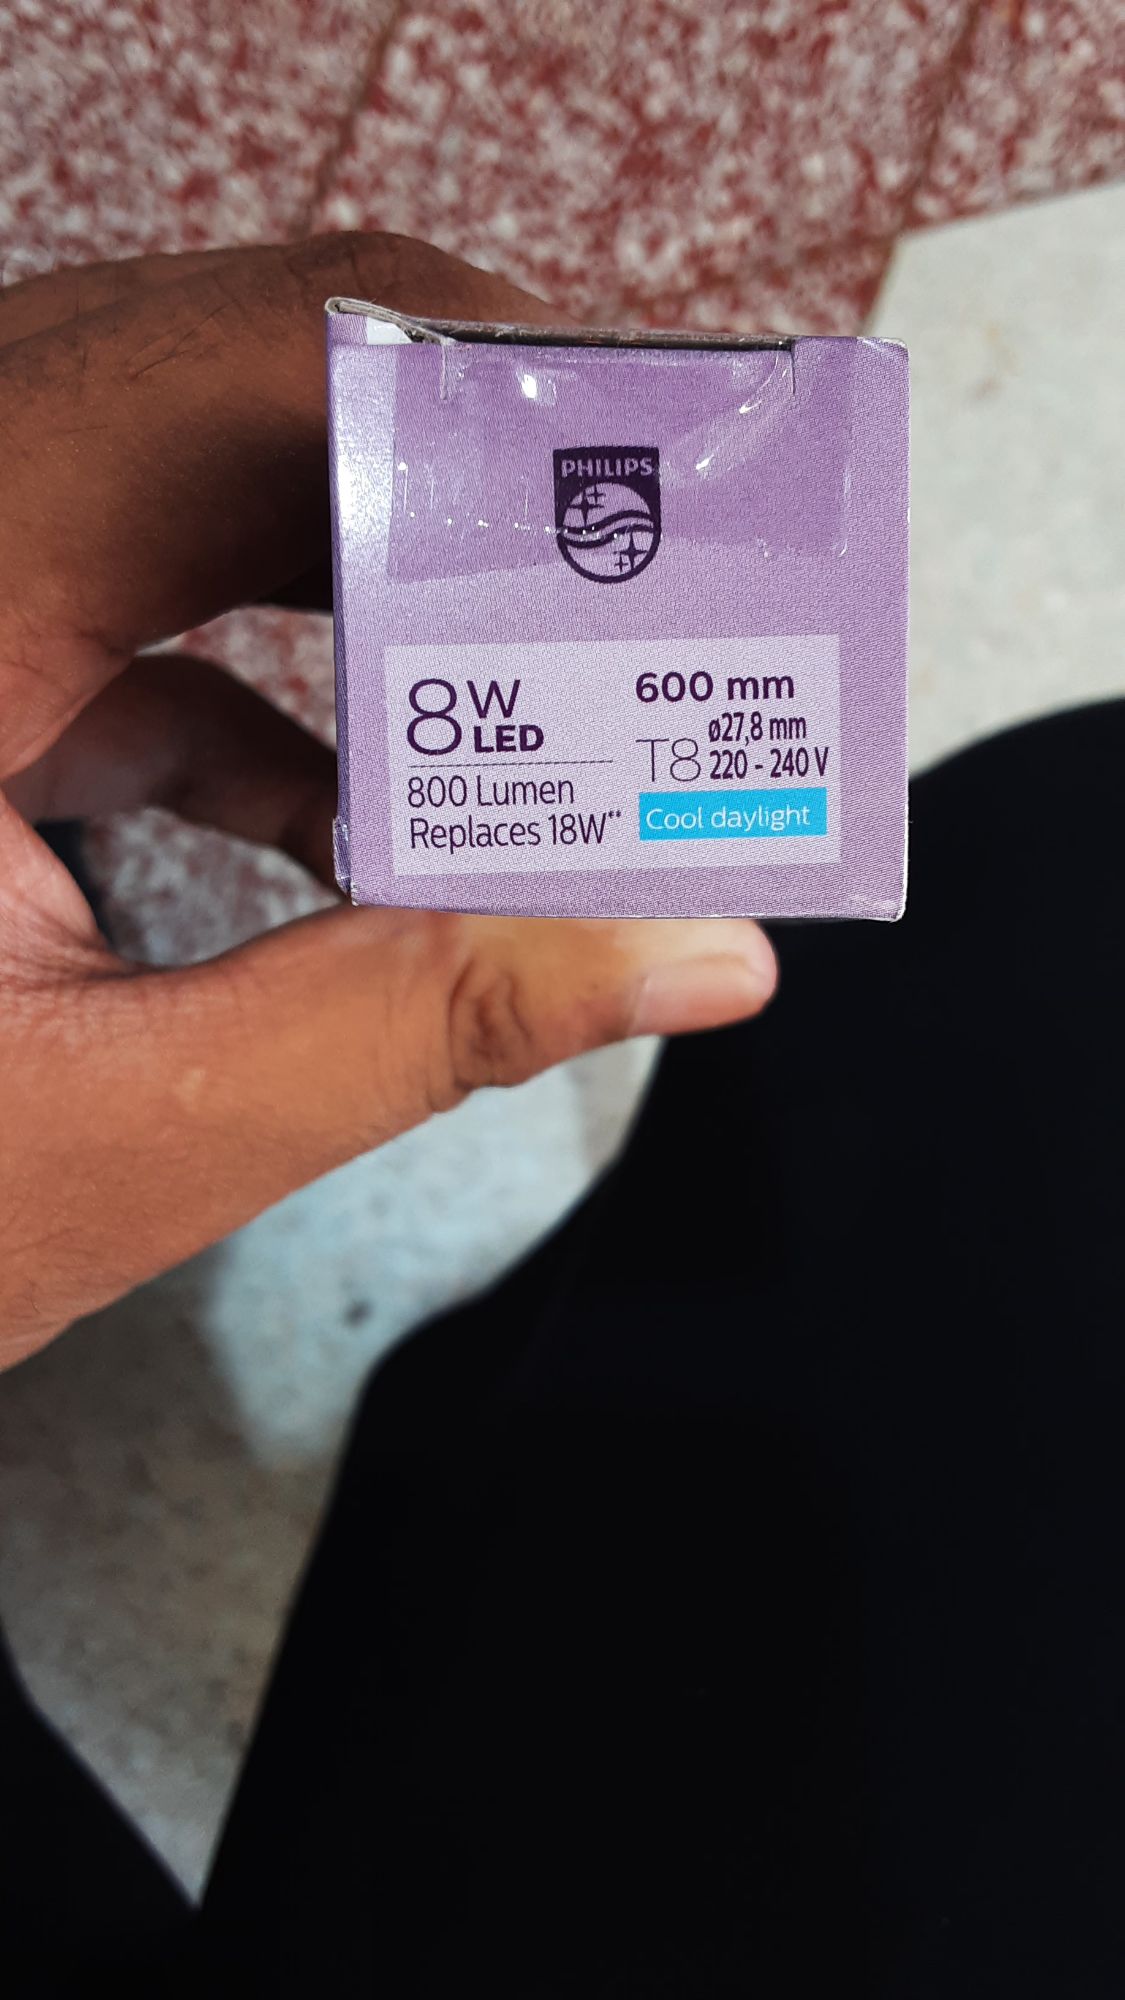 PHILIPS
8W
LED
800 Lumen
Replaces 18W**
600 mm
T8
ø27,8 mm
220 - 240 V
Cool daylight